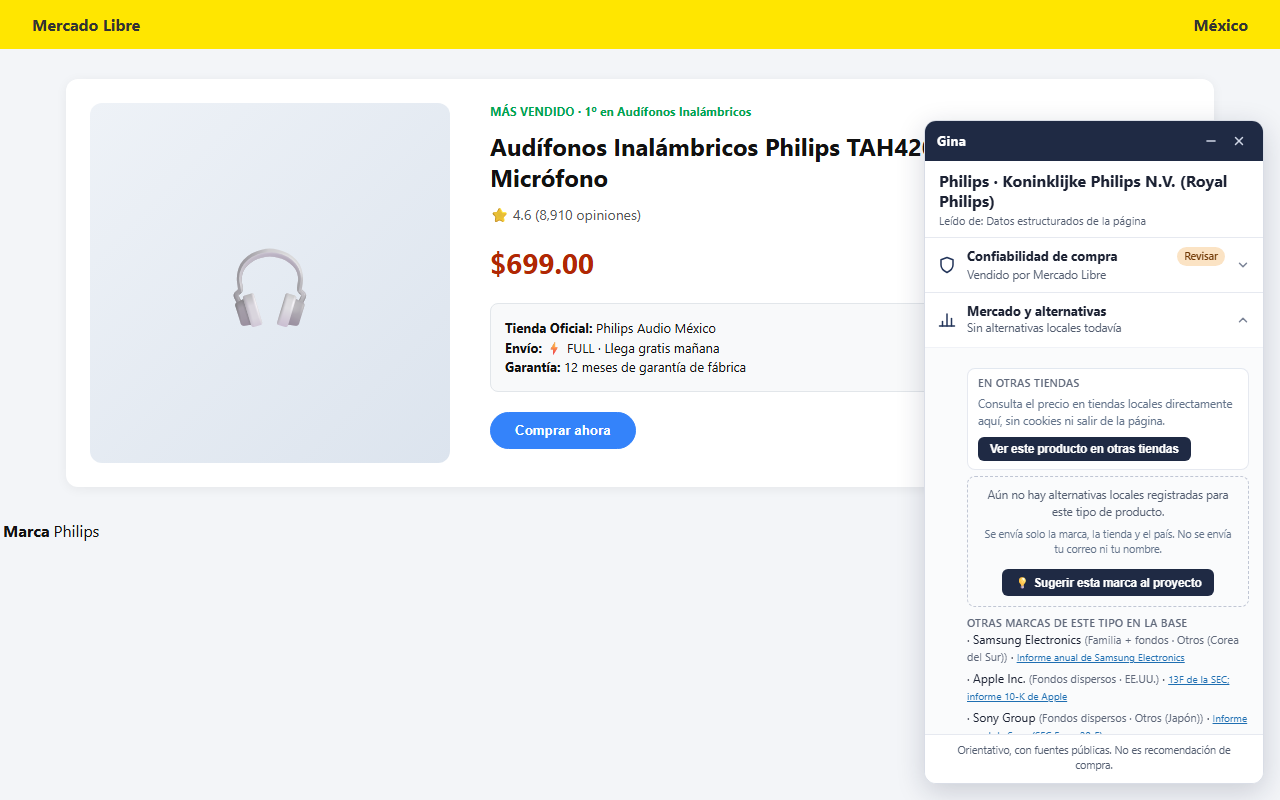 Mercado Libre
México
MÁS VENDIDO · 1º en Audífonos Inalámbricos
Audífonos Inalámbricos Philips
Micrófono
4.6 (8,910 opiniones)
$699.00
Tienda Oficial: Philips Audio México
Envío: ⚡ FULL · Llega gratis mañana
Garantía: 12 meses de garantía de fábrica
Comprar ahora
Marca Philips
Gina
Philips · Koninklijke Philips N.V. (Royal
Philips)
Leído de: Datos estructurados de la página
Confiabilidad de compra
Revisar
Vendido por Mercado Libre
Mercado y alternativas
Sin alternativas locales todavía
EN OTRAS TIENDAS
Consulta el precio en tiendas locales directamente
aquí, sin cookies ni salir de la página.
Ver este producto en otras tiendas
Aún no hay alternativas locales registradas para
este tipo de producto.
Se envía solo la marca, la tienda y el país. No se envía
tu correo ni tu nombre.
Sugerir esta marca al proyecto
OTRAS MARCAS DE ESTE TIPO EN LA BASE
· Samsung Electronics (Familia + fondos · Otros (Corea
del Sur)) · Informe anual de Samsung Electronics
· Apple Inc. (Fondos dispersos · EE.UU.) · 13F de la SEC;
informe 10-K de Apple
· Sony Group (Fondos dispersos · Otros (Japón)) · Informe
Orientativo, con fuentes públicas. No es recomendación de
compra.